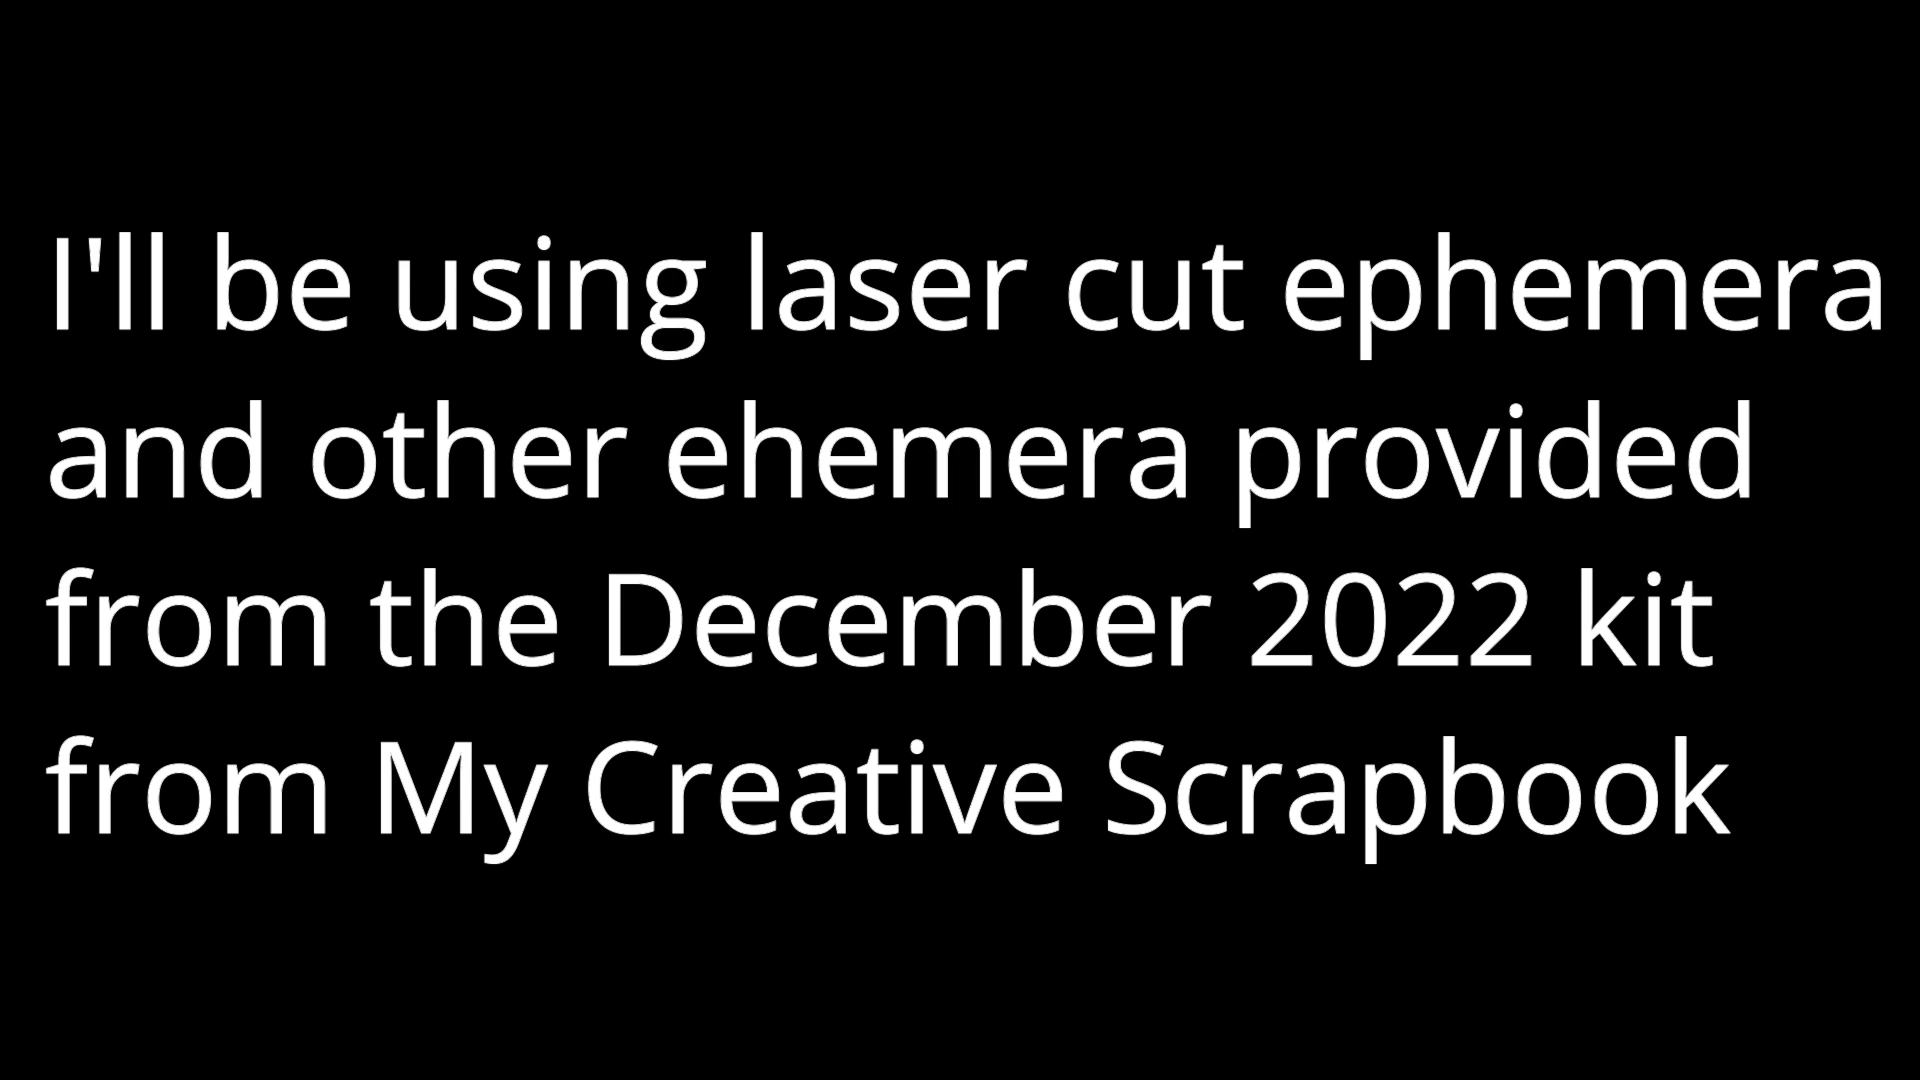 I'll be using laser cut ephemera
and other ehemera provided
from the December 2022 kit
from My Creative Scrapbook